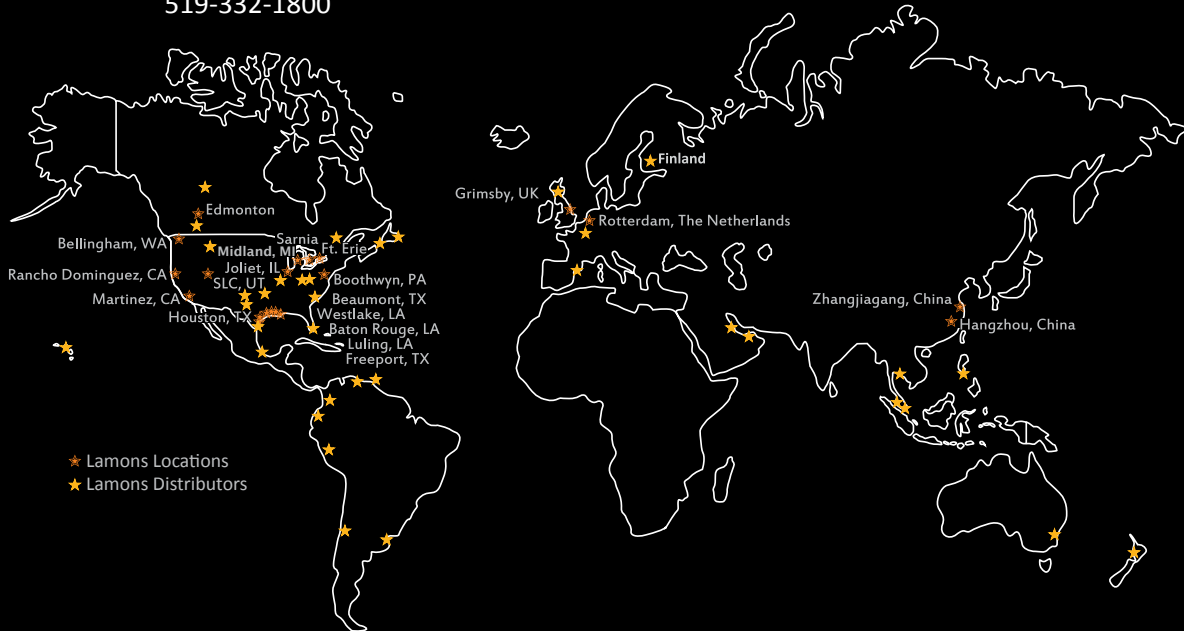 519-332-1800
Finland
Grimsby, UK
Edmonton
Rotterdam, The Netherlands
Bellingham, WA
Sarnia
Midland, MI
Ft. Erie
Joliet, IL
Rancho Dominguez, CA
SLC, UT
Boothwyn, PA
Martinez, CA
Beaumont, TX
Zhangjiagang, China
Houston, TX
Westlake, LA
Hangzhou, China
Baton Rouge, LA
Luling, LA
Freeport, TX
Lamons Locations
Lamons Distributors